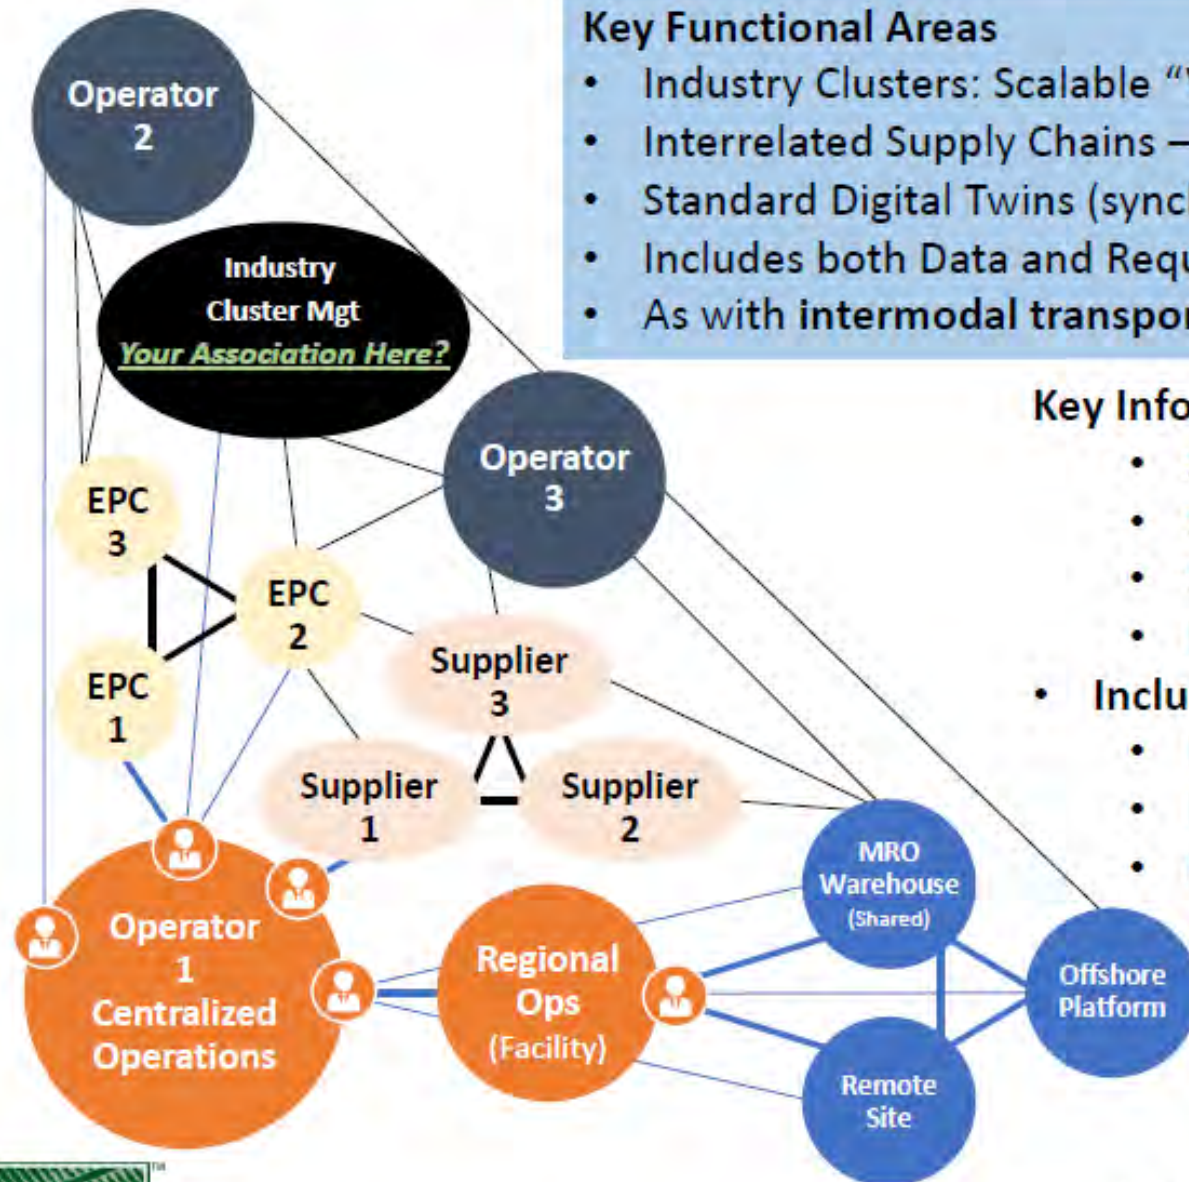 Key Functional Areas
• Industry Clusters: Scalable "
• Interrelated Supply Chains –
• Standard Digital Twins (syncl
• Includes both Data and Requ
• As with intermodal transpor
Operator
2
Industry
Cluster Mgt
Your Association Here?
Key Info
•
•
•
•
• Inclu
•
•
•
Operator
3
EPC
3
EPC
2
EPC
1
Supplier
3
Supplier
1
Supplier
2
MRO
Warehouse
(Shared)
Operator
1
Centralized
Operations
Regional
Ops
(Facility)
Offshore
Platform
Remote
Site
TM